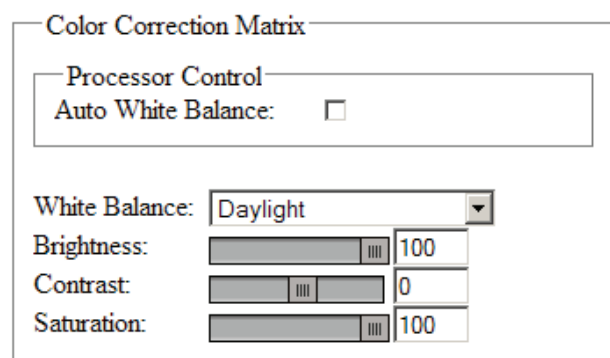 Color Correction Matrix
Processor Control
Auto White Balance:
White Balance: Daylight
Brightness: 100
Contrast: 0
Saturation: 100